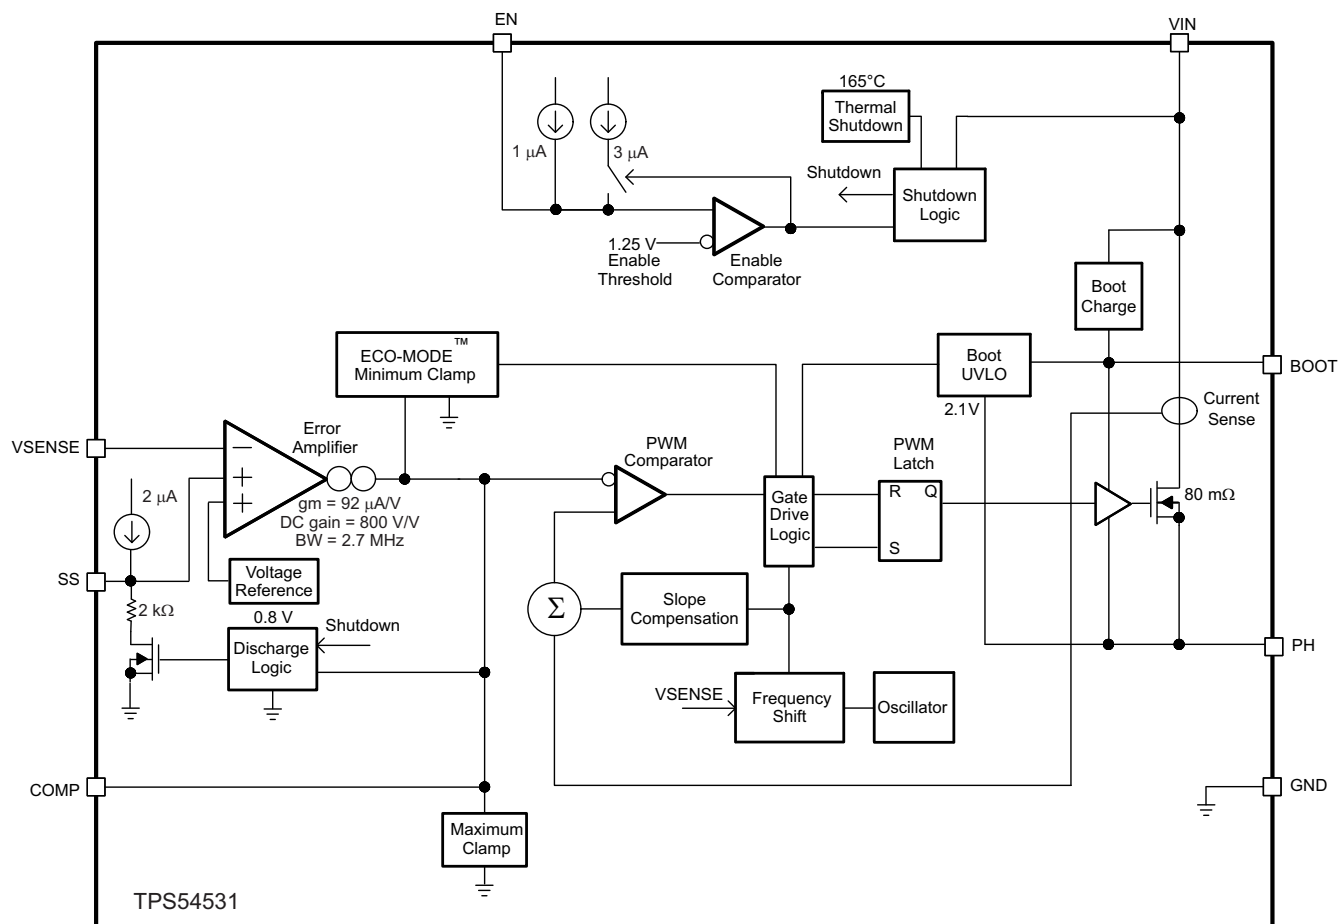 EN
VIN
165°C
Thermal
Shutdown
1 μA
3 μA
Shutdown
Shutdown
Logic
1.25 V
Enable
Threshold
Enable
Comparator
Boot
Charge
ECO-MODE™
Minimum Clamp
Boot
UVLO
2.1V
BOOT
Current
Sense
VSENSE
Error
Amplifier
−
+
+
gm = 92 μA/V
DC gain = 800 V/V
BW = 2.7 MHz
PWM
Comparator
Gate
Drive
Logic
PWM
Latch
R Q
S
80 mΩ
2 μA
SS
Voltage
Reference
0.8 V
2 kΩ
Discharge
Logic
Shutdown
Σ
Slope
Compensation
PH
VSENSE
Frequency
Shift
Oscillator
COMP
GND
Maximum
Clamp
TPS54531